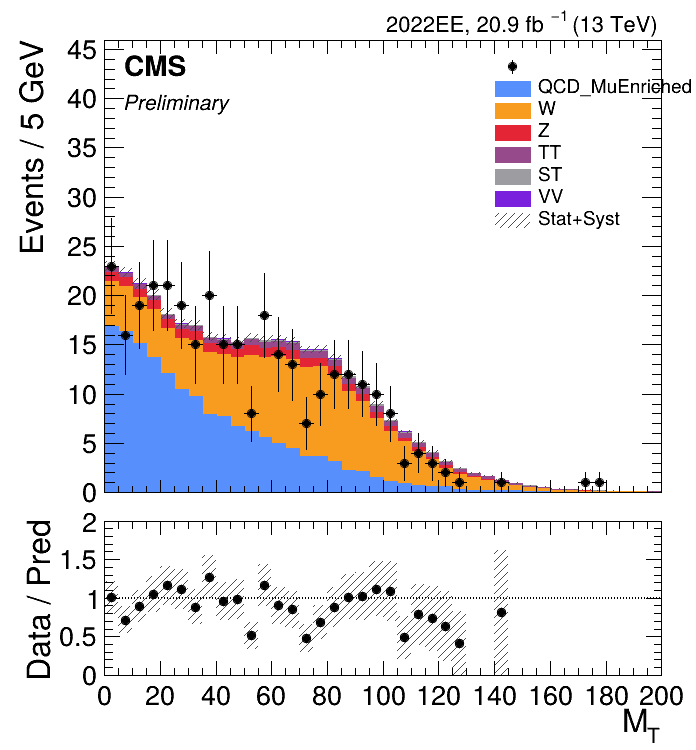 2022EE, 20.9 fb ⁻¹ (13 TeV)
CMS
Preliminary
QCD_MuEnriched
W
Z
TT
ST
VV
Stat+Syst
Events / 5 GeV
45
40
35
30
25
20
15
10
5
0
Data / Pred
2
1.5
1
0.5
0
0 20 40 60 80 100 120 140 160 180 200
M_T